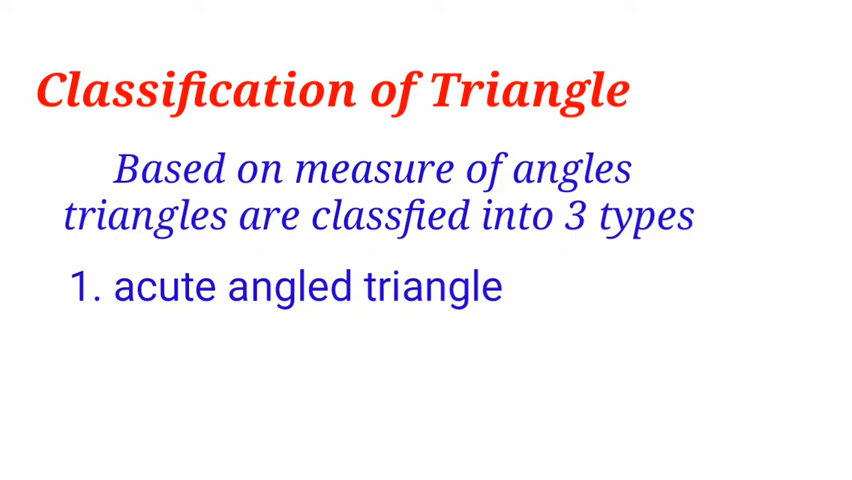 Classification of Triangle
Based on measure of angles
triangles are classfied into 3 types
1. acute angled triangle